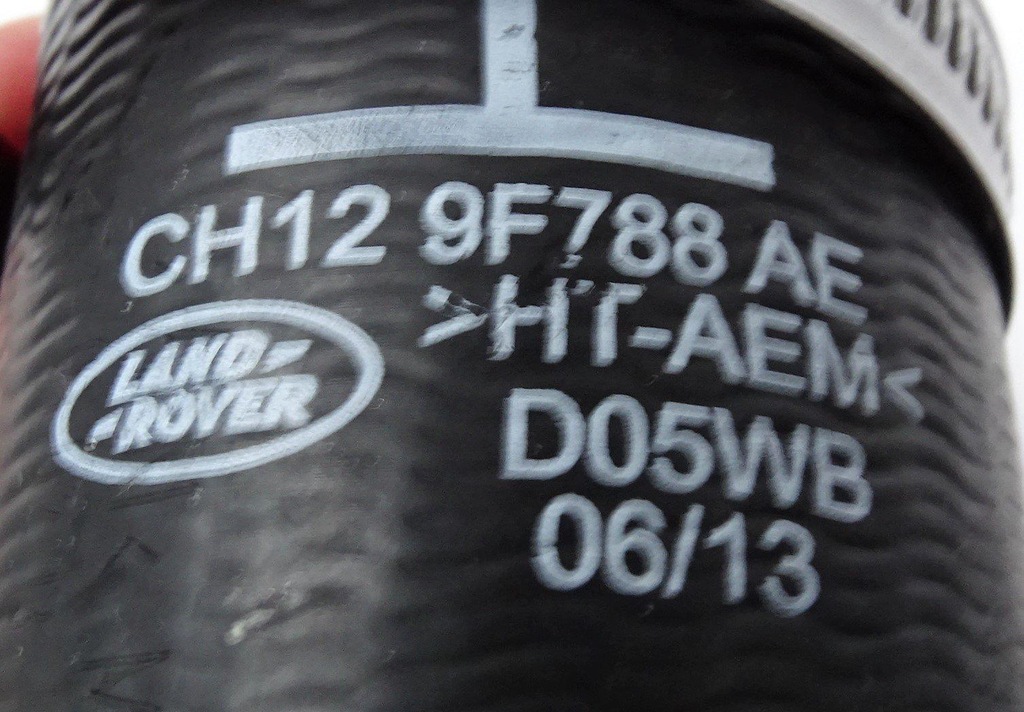 CH12 9F788 AE
>HT-AEM<
LAND-
-ROVER
D05WB
06/13